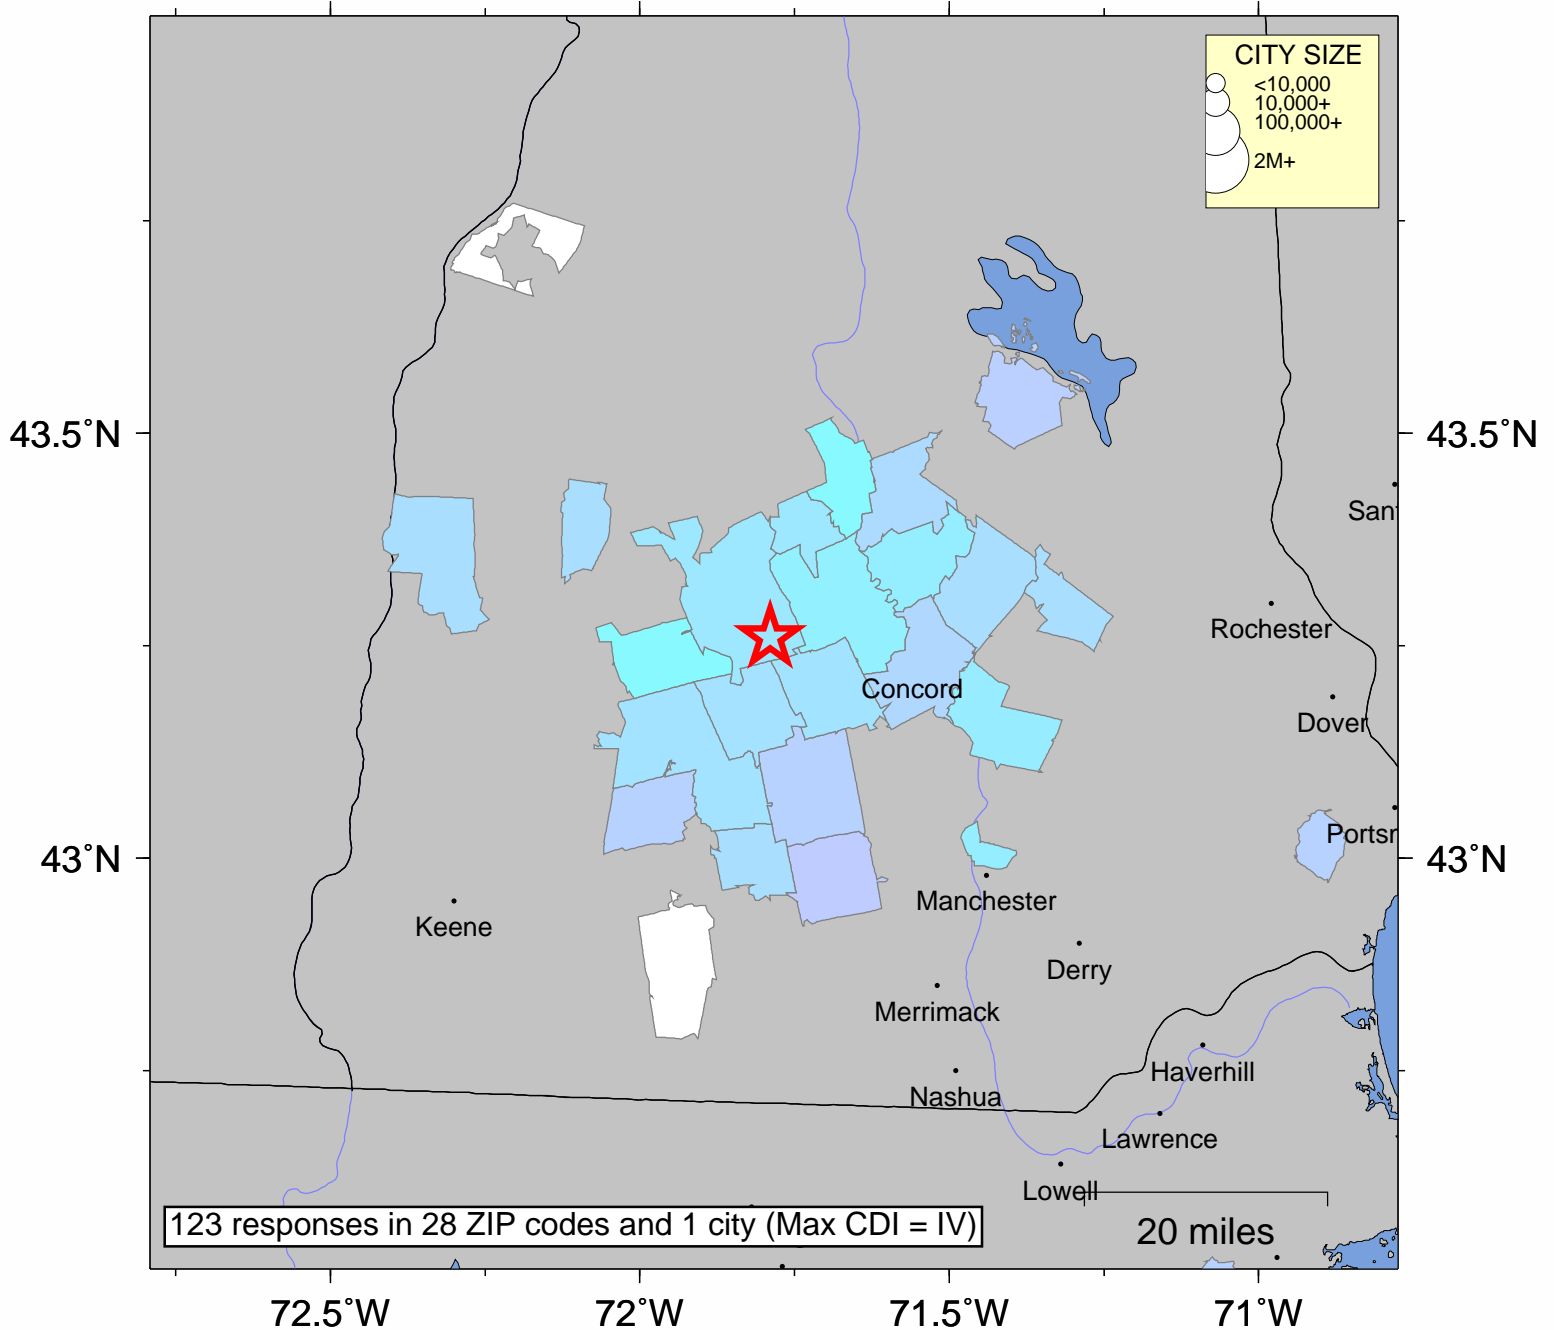 CITY SIZE
<10,000
10,000+
100,000+
2M+
43.5°N
43.5°N
San
Rochester
Concord
Dover
Portsr
43°N
43°N
Manchester
Keene
Derry
Merrimack
Haverhill
Nashua
Lawrence
Lowell
123 responses in 28 ZIP codes and 1 city (Max CDI = IV)
20 miles
72.5°W
72°W
71.5°W
71°W